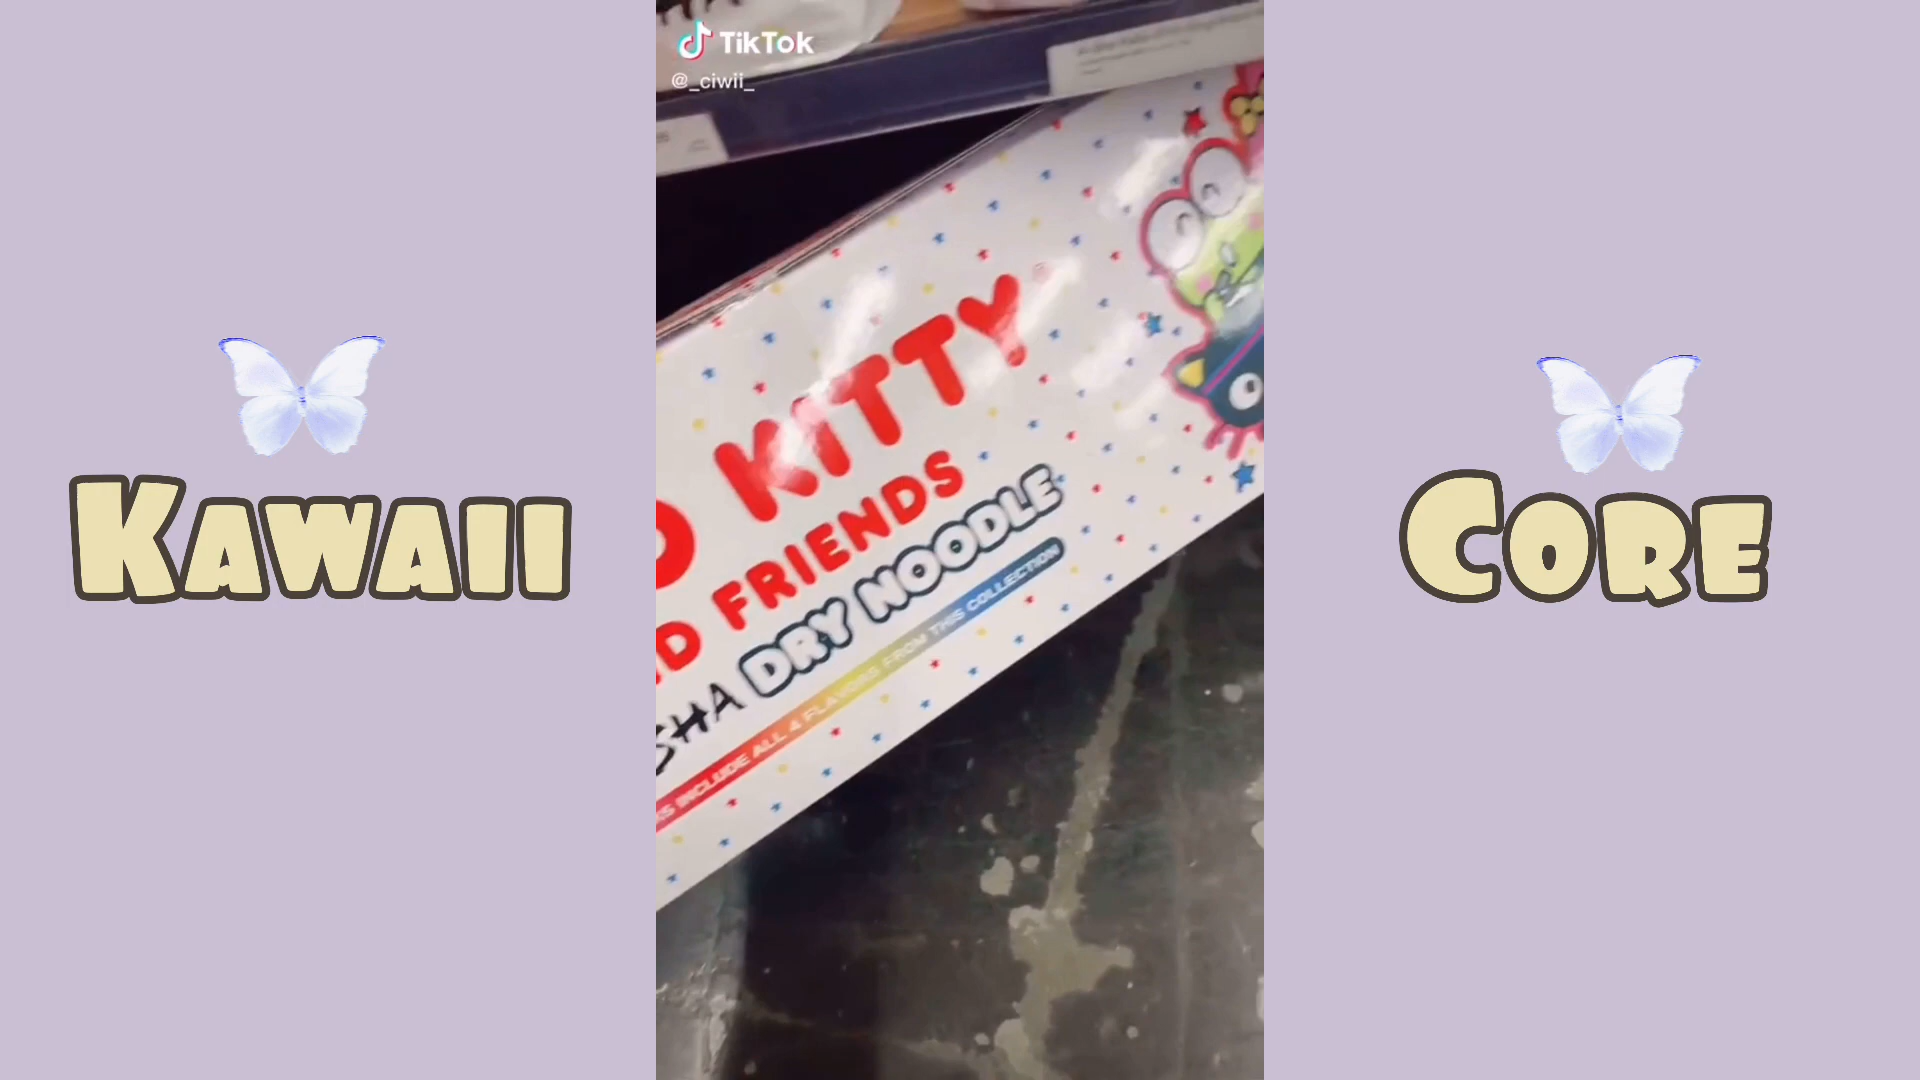 TikTok
@_ciwii_
KITTY
FRIENDS
SHA DRY NOODLE
INCLUDE ALL 4 FLAVORS FROM THIS COLLECTION
KAWAII
CORE